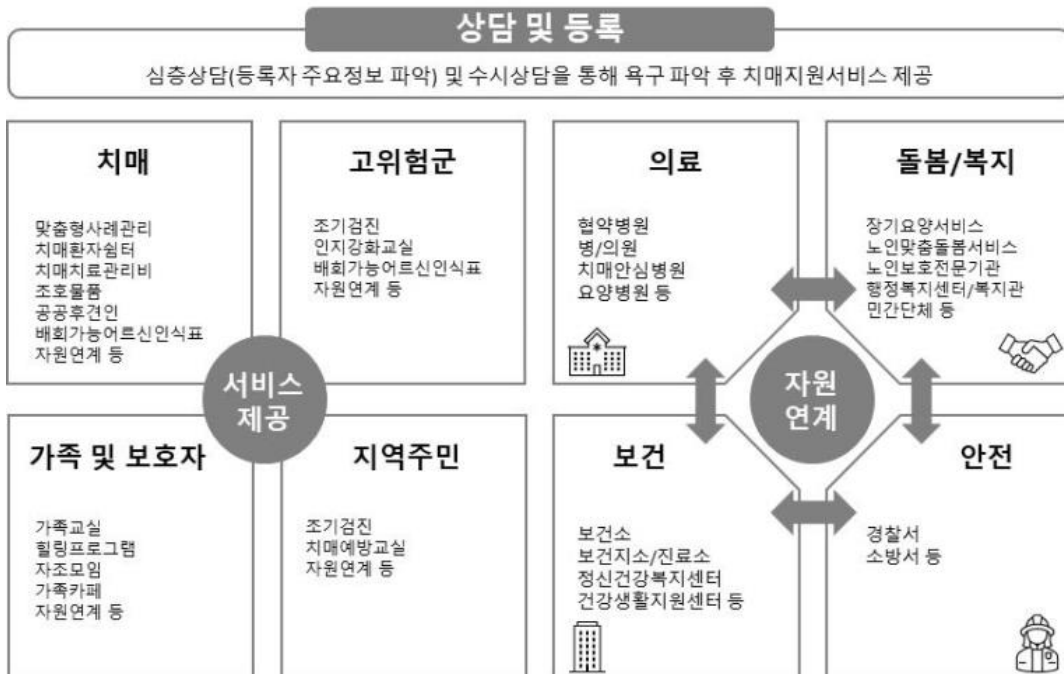 상담 및 등록
심층상담(등록자 주요정보 파악) 및 수시상담을 통해 욕구 파악 후 치매지원서비스 제공
치매
맞춤형사례관리
치매환자쉼터
치매치료관리비
조호물품
공공후견인
배회가능어르신인식표
자원연계 등
고위험군
조기검진
인지강화교실
배회가능어르신인식표
자원연계 등
서비스
제공
가족 및 보호자
가족교실
힐링프로그램
자조모임
가족카페
자원연계 등
지역주민
조기검진
치매예방교실
자원연계 등
의료
협약병원
병/의원
치매안심병원
요양병원 등
돌봄/복지
장기요양서비스
노인맞춤돌봄서비스
노인보호전문기관
행정복지센터/복지관
민간단체 등
자원
연계
보건
보건소
보건지소/진료소
정신건강복지센터
건강생활지원센터 등
안전
경찰서
소방서 등